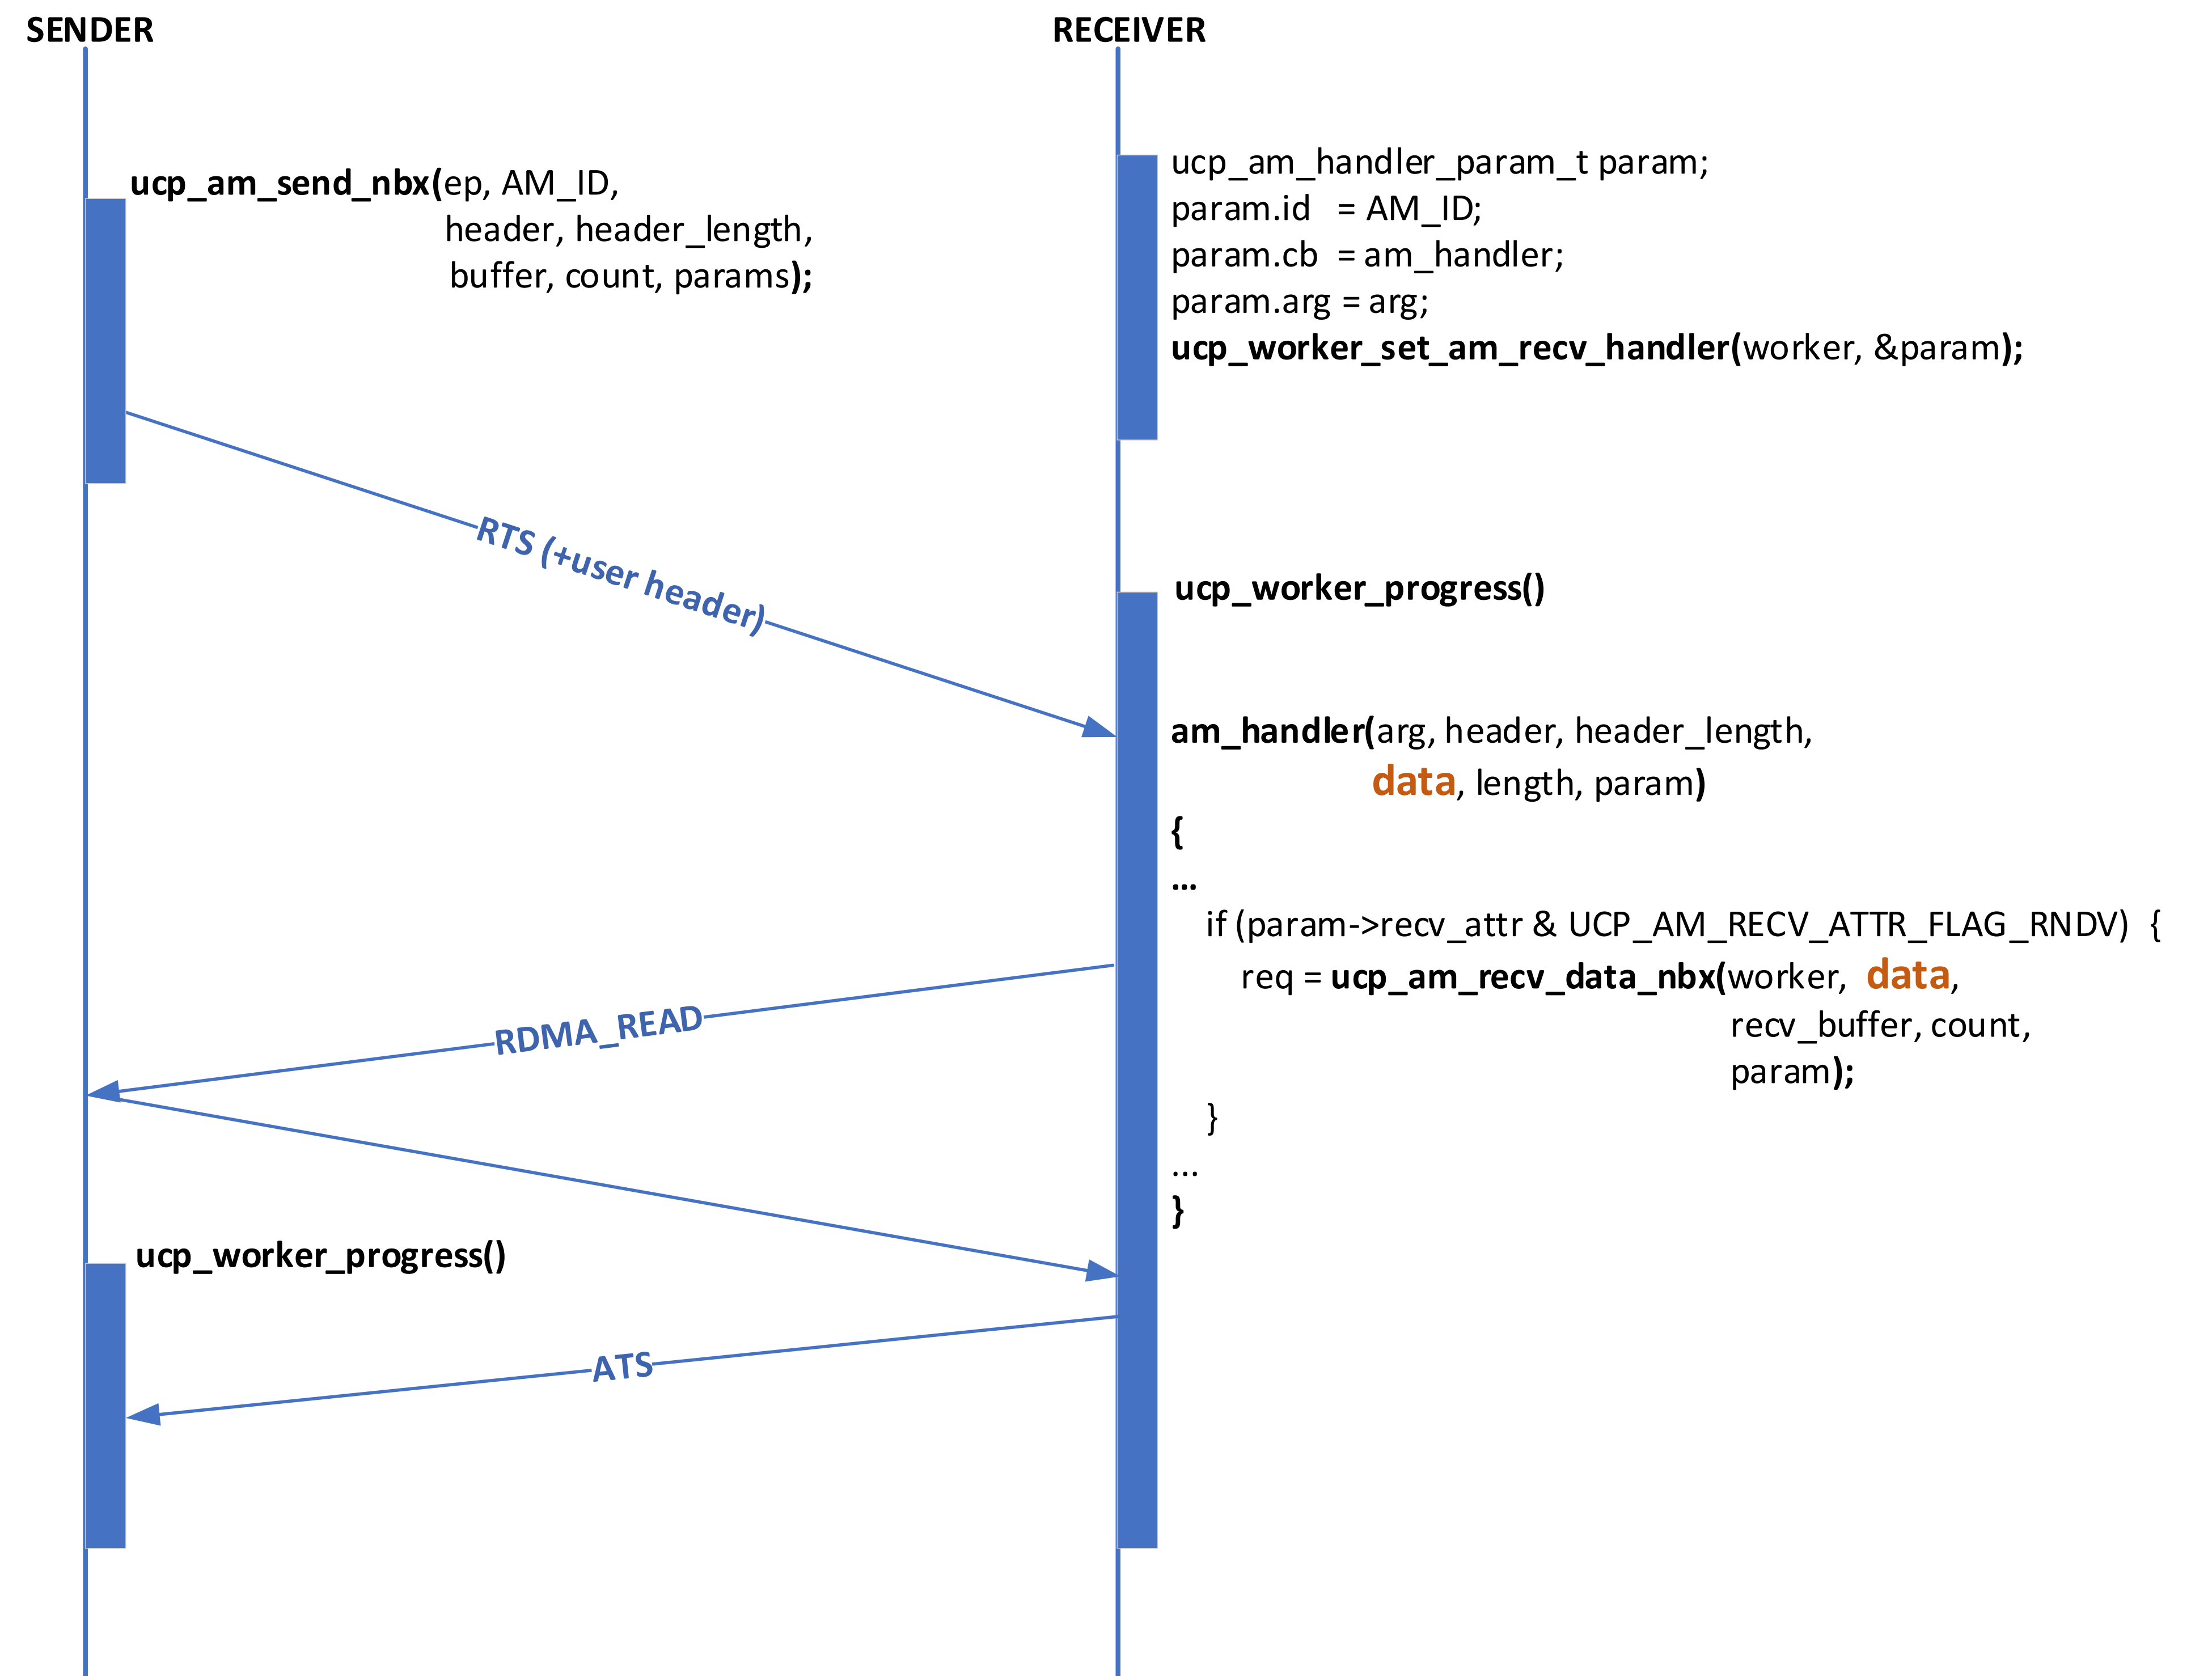 SENDER
RECEIVER
ucp_am_send_nbx(ep, AM_ID,
header, header_length,
buffer, count, params);
ucp_am_handler_param_t param;
param.id = AM_ID;
param.cb = am_handler;
param.arg = arg;
ucp_worker_set_am_recv_handler(worker, &param);
RTS (+user header)
ucp_worker_progress()
am_handler(arg, header, header_length,
data, length, param)
{
...
if (param->recv_attr & UCP_AM_RECV_ATTR_FLAG_RNDV) {
req = ucp_am_recv_data_nbx(worker, data,
recv_buffer, count,
param);
}
...
}
RDMA_READ
ucp_worker_progress()
ATS